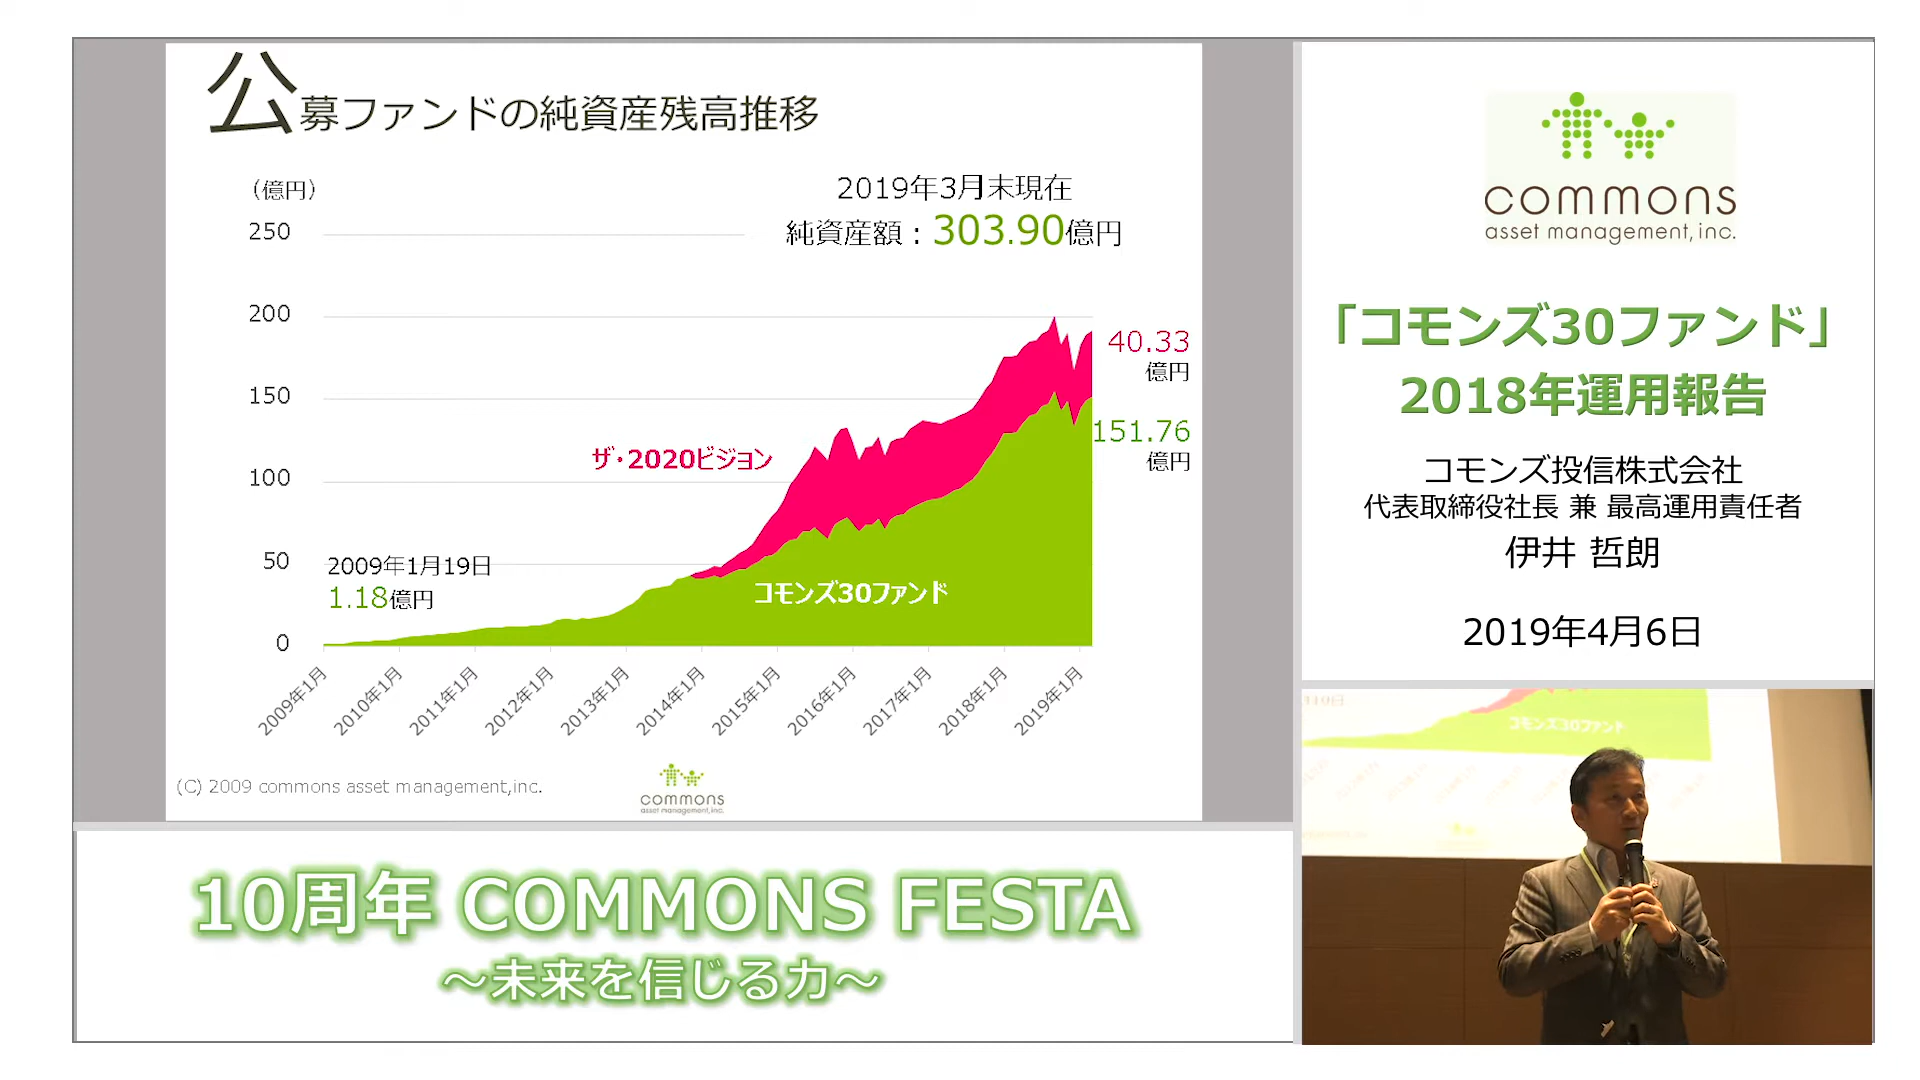 公募ファンドの純資産残高推移
（億円）
2019年3月末現在
純資産額：303.90億円
250
200
150
100
50
0
40.33
億円
151.76
億円
ザ・2020ビジョン
コモンズ30ファンド
2009年1月19日
1.18億円
2009年1月
2010年1月
2011年1月
2012年1月
2013年1月
2014年1月
2015年1月
2016年1月
2017年1月
2018年1月
2019年1月
(C) 2009 commons asset management,inc.
commons
asset management,inc.
commons
asset management, inc.
「コモンズ30ファンド」
2018年運用報告
コモンズ投信株式会社
代表取締役社長 兼 最高運用責任者
伊井 哲朗
2019年4月6日
コモンズ30ファンド
10周年 COMMONS FESTA
～未来を信じる力～